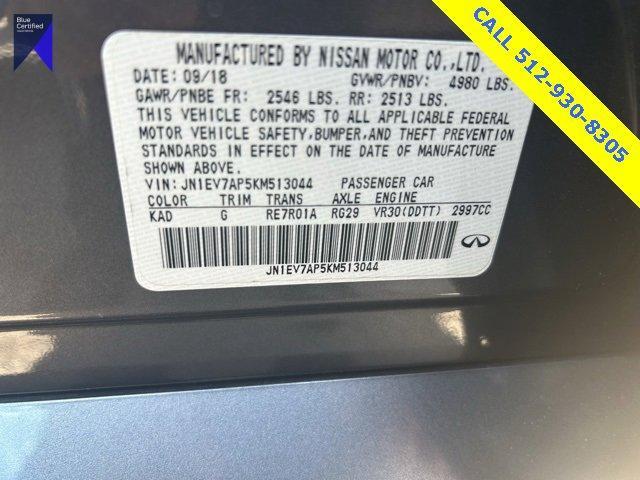 Blue
Certified
CALL 512-930-8305
MANUFACTURED BY NISSAN MOTOR CO.,LTD.
DATE: 09/18 GVWR/PNBV: 4980 LBS.
GAWR/PNBE FR: 2546 LBS. RR: 2513 LBS.
THIS VEHICLE CONFORMS TO ALL APPLICABLE FEDERAL
MOTOR VEHICLE SAFETY,BUMPER,AND THEFT PREVENTION
STANDARDS IN EFFECT ON THE DATE OF MANUFACTURE
SHOWN ABOVE.
VIN: JN1EV7AP5KM513044 PASSENGER CAR
COLOR TRIM TRANS AXLE ENGINE
KAD G RE7R01A RG29 VR30(DDTT) 2997CC
JN1EV7AP5KM513044